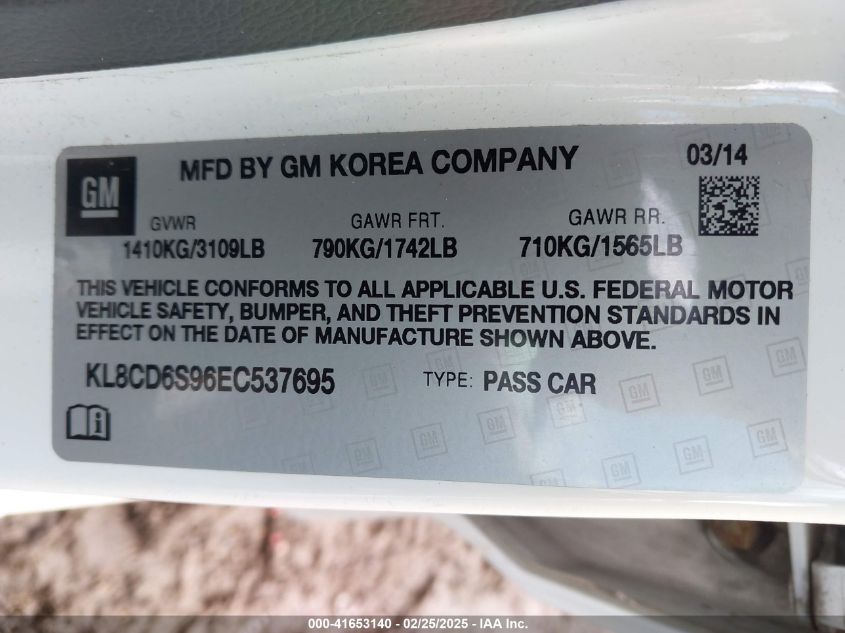 GM MFD BY GM KOREA COMPANY 03/14
GVWR GAWR FRT. GAWR RR.
1410KG/3109LB 790KG/1742LB 710KG/1565LB
THIS VEHICLE CONFORMS TO ALL APPLICABLE U.S. FEDERAL MOTOR
VEHICLE SAFETY, BUMPER, AND THEFT PREVENTION STANDARDS IN
EFFECT ON THE DATE OF MANUFACTURE SHOWN ABOVE.
KL8CD6S96EC537695 TYPE: PASS CAR
000-41653140 - 02/25/2025 - IAA Inc.